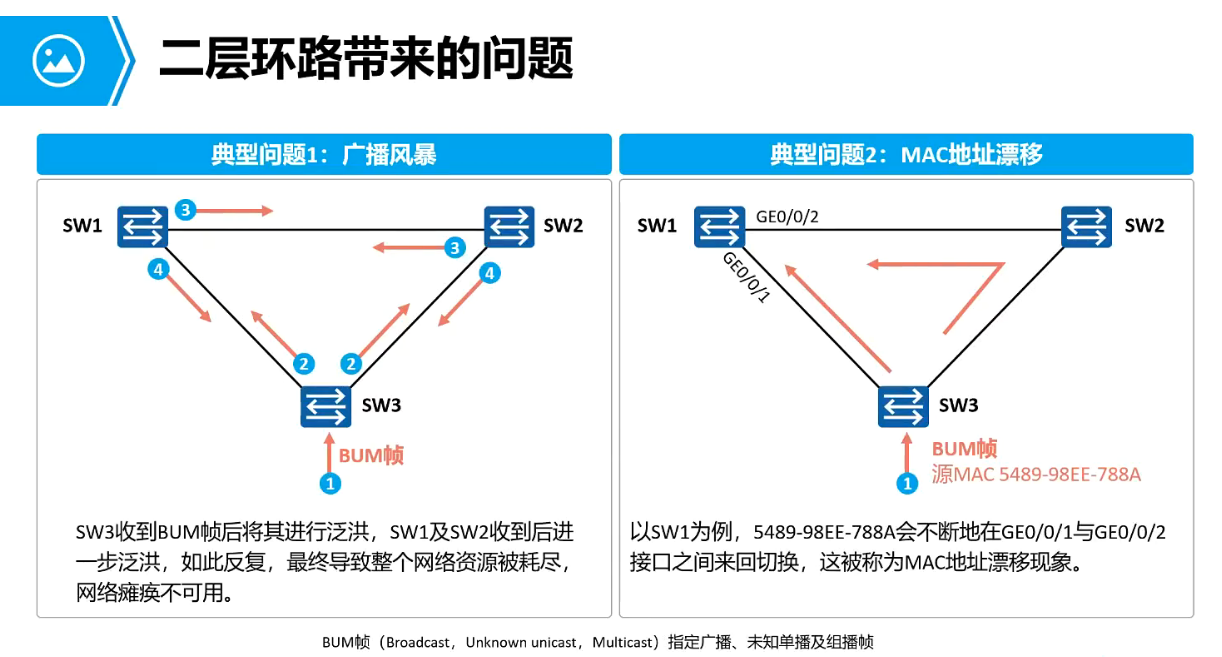 二层环路带来的问题
典型问题1：广播风暴
SW1
3
SW2
3
4
4
2
2
SW3
BUM帧
1
SW3收到BUM帧后将其进行泛洪，SW1及SW2收到后进
一步泛洪，如此反复，最终导致整个网络资源被耗尽，
网络瘫痪不可用。
典型问题2：MAC地址漂移
SW1
GE0/0/2
SW2
GE0/0/1
SW3
BUM帧
源MAC 5489-98EE-788A
1
以SW1为例，5489-98EE-788A会不断地在GE0/0/1与GE0/0/2
接口之间来回切换，这被称为MAC地址漂移现象。
BUM帧（Broadcast，Unknown unicast，Multicast）指定广播、未知单播及组播帧